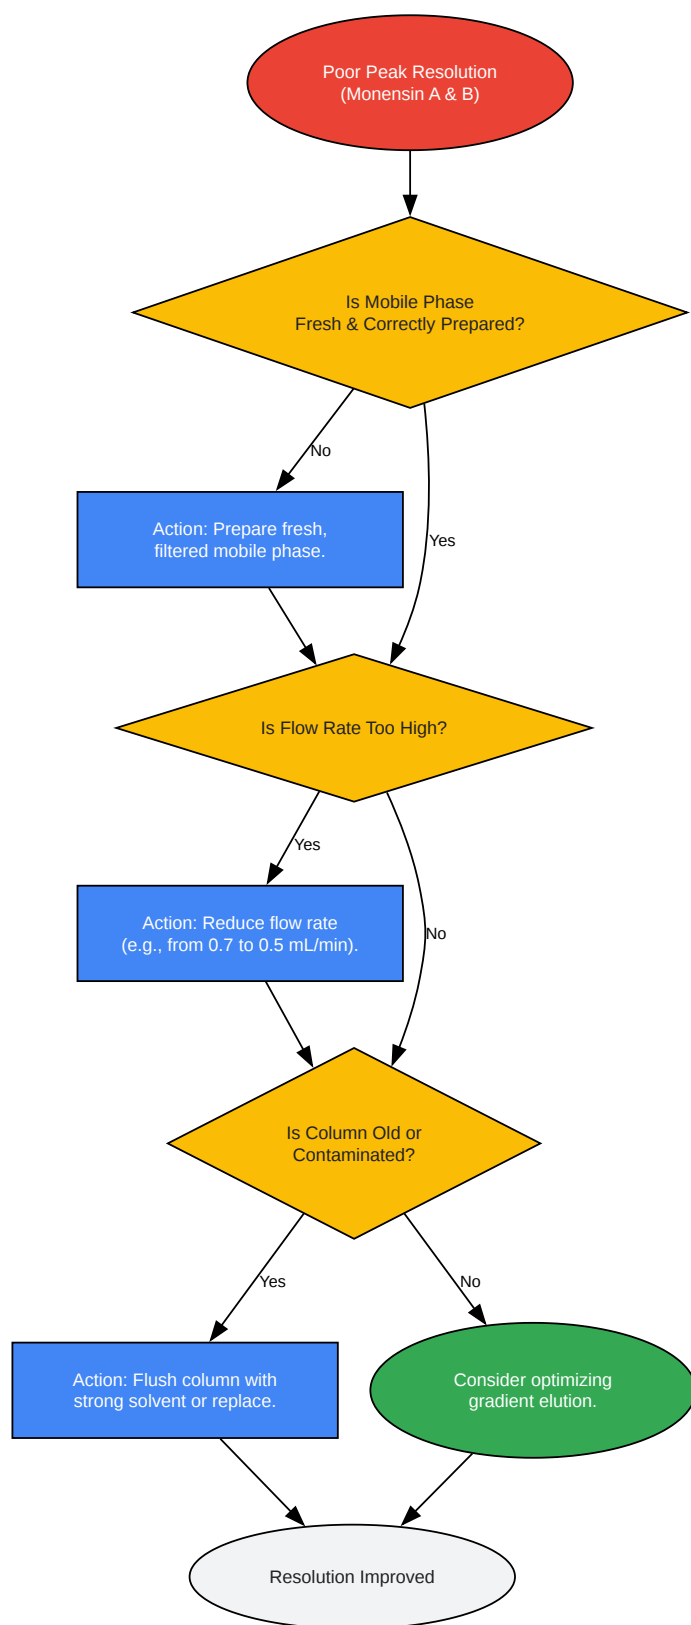 Poor Peak Resolution
(Monensin A & B)
Is Mobile Phase
Fresh & Correctly Prepared?
No
Action: Prepare fresh,
filtered mobile phase.
Yes
Is Flow Rate Too High?
Yes
Action: Reduce flow rate
(e.g., from 0.7 to 0.5 mL/min).
No
Is Column Old or
Contaminated?
Yes
No
Action: Flush column with
strong solvent or replace.
Consider optimizing
gradient elution.
Resolution Improved